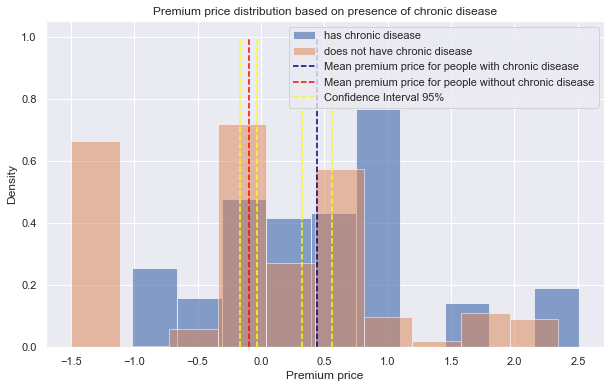 Premium price distribution based on presence of chronic disease
has chronic disease
does not have chronic disease
Mean premium price for people with chronic disease
Mean premium price for people without chronic disease
Confidence Interval 95%
Density
1.0
0.8
0.6
0.4
0.2
0.0
−1.5 −1.0 −0.5 0.0 0.5 1.0 1.5 2.0 2.5
Premium price